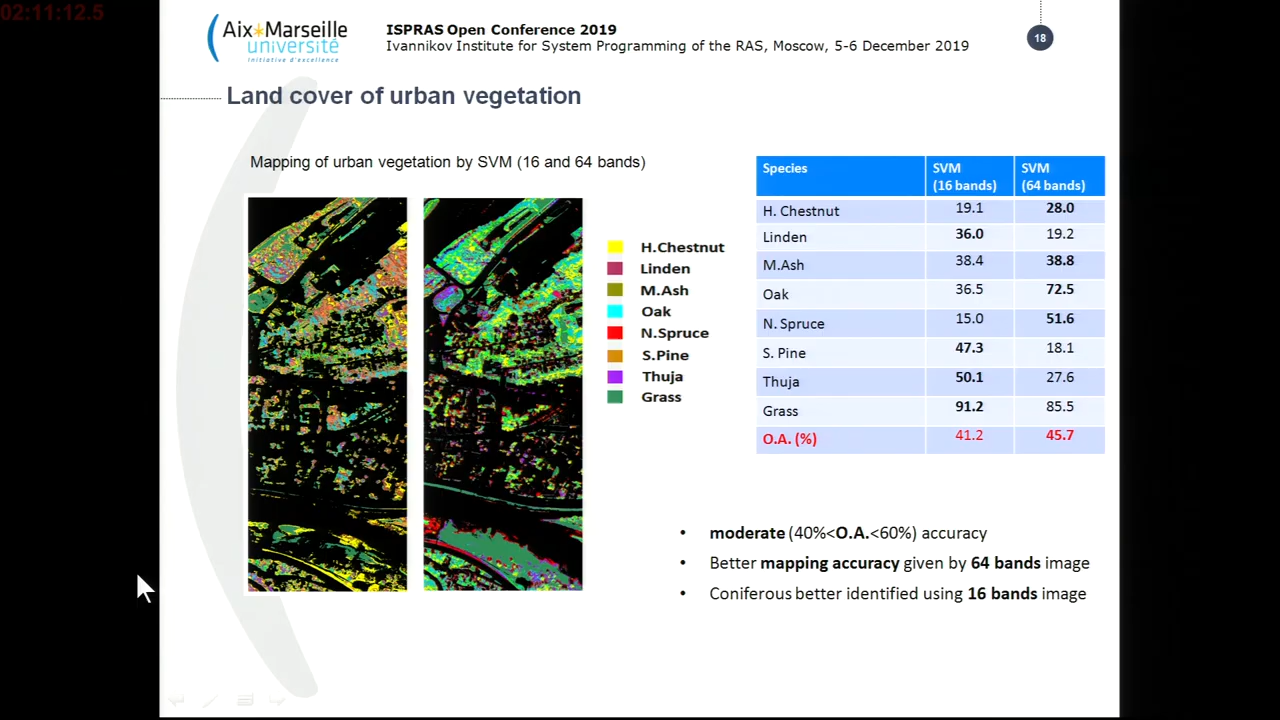 02:11:12.5
Aix*Marseille
université
Initiative d'excellence
ISPRAS Open Conference 2019
Ivannikov Institute for System Programming of the RAS, Moscow, 5-6 December 2019
18
Land cover of urban vegetation
Mapping of urban vegetation by SVM (16 and 64 bands)
H.Chestnut
Linden
M.Ash
Oak
N.Spruce
S.Pine
Thuja
Grass
Species SVM (16 bands) SVM (64 bands)
H. Chestnut 19.1 28.0
Linden 36.0 19.2
M.Ash 38.4 38.8
Oak 36.5 72.5
N. Spruce 15.0 51.6
S. Pine 47.3 18.1
Thuja 50.1 27.6
Grass 91.2 85.5
O.A. (%) 41.2 45.7
• moderate (40%<O.A.<60%) accuracy
• Better mapping accuracy given by 64 bands image
• Coniferous better identified using 16 bands image